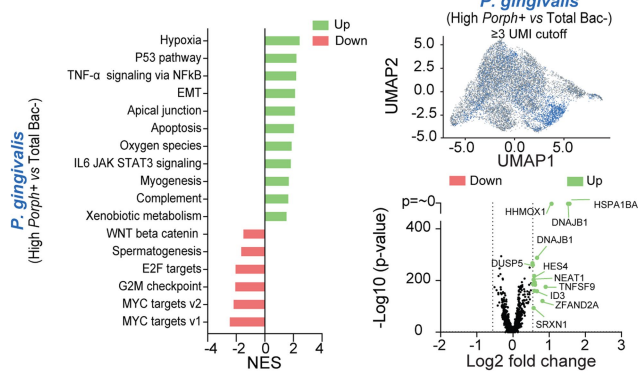 P. gingivalis
(High Porph+ vs Total Bac-)
Up
Down
Hypoxia
P53 pathway
TNF-α signaling via NFkB
EMT
Apical junction
Apoptosis
Oxygen species
IL6 JAK STAT3 signaling
Myogenesis
Complement
Xenobiotic metabolism
WNT beta catenin
Spermatogenesis
E2F targets
G2M checkpoint
MYC targets v2
MYC targets v1
-4 -2 0 2 4
NES
P. gingivalis
(High Porph+ vs Total Bac-)
≥3 UMI cutoff
UMAP2
5.0
2.5
0.0
-2.5
-5.0
-5.0 0.0 5.0
UMAP1
Down Up
-Log10 (p-value)
p=~0
400
200
0
HHMOX1
HSPA1BA
DNAJB1
DNAJB1
DUSP5
HES4
NEAT1
TNFSF9
ID3
ZFAND2A
SRXN1
-2 -1 0 1 2 3
Log2 fold change